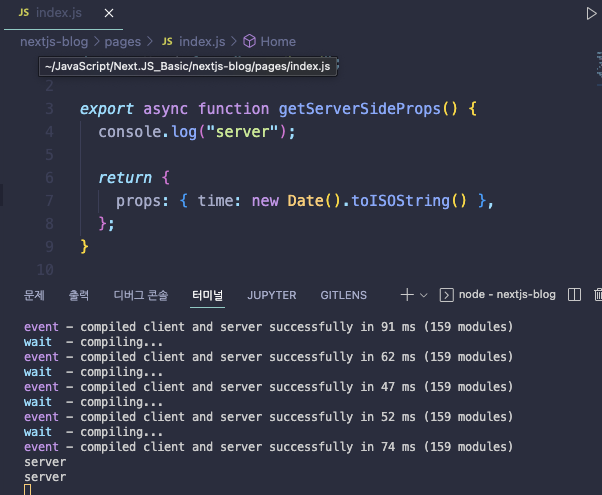 JS index.js ×
nextjs-blog > pages > JS index.js > Home
~/JavaScript/Next.JS_Basic/nextjs-blog/pages/index.js
2
3 export async function getServerSideProps() {
4 console.log("server");
5
6 return {
7 props: { time: new Date().toISOString() },
8 };
9 }
10
문제 출력 디버그 콘솔 터미널 JUPYTER GITLENS node - nextjs-blog
event - compiled client and server successfully in 91 ms (159 modules)
wait - compiling...
event - compiled client and server successfully in 62 ms (159 modules)
wait - compiling...
event - compiled client and server successfully in 47 ms (159 modules)
wait - compiling...
event - compiled client and server successfully in 52 ms (159 modules)
wait - compiling...
event - compiled client and server successfully in 74 ms (159 modules)
server
server